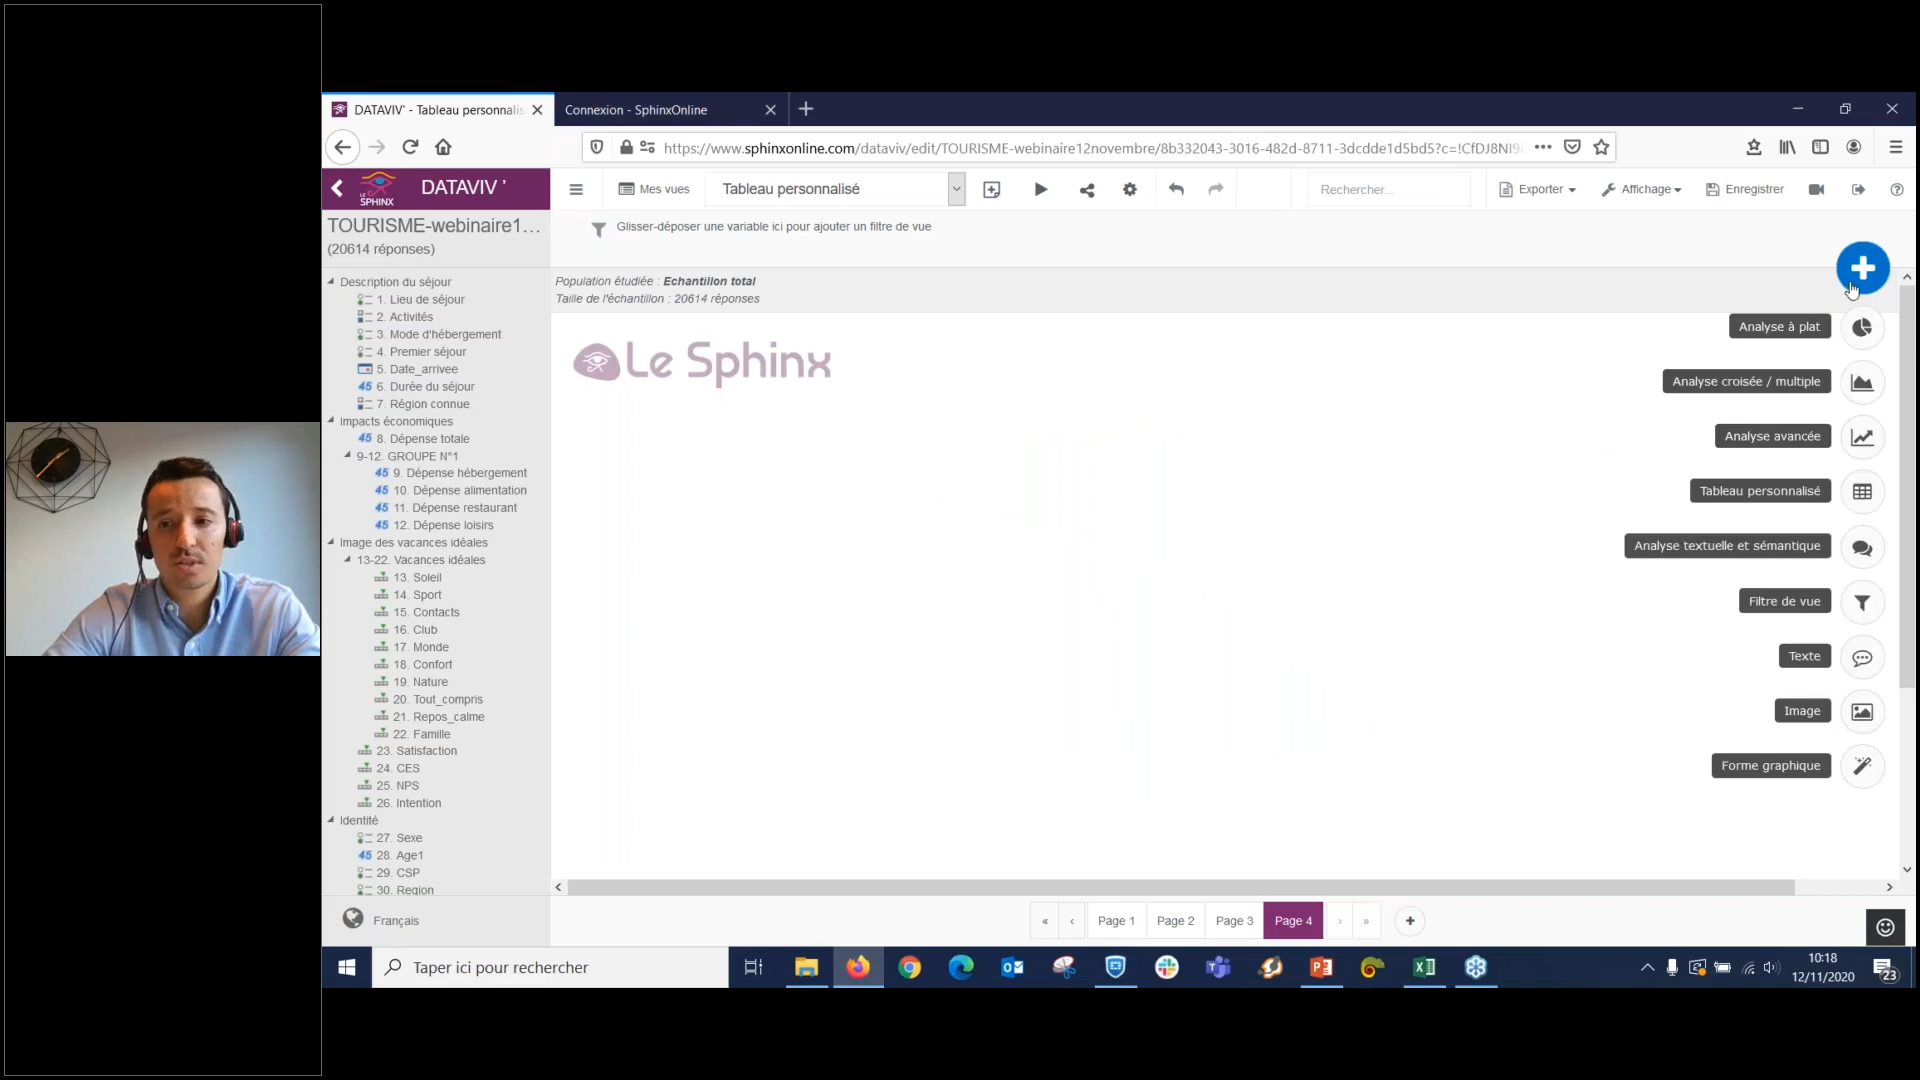 DATAVIV' - Tableau personnalis
Connexion - SphinxOnline
https://www.sphinxonline.com/dataviv/edit/TOURISME-webinaire12novembre/8b332043-3016-482d-8711-3dcdde1d5bd5?c=!CfDJ8NI9
LE SPHINX
DATAVIV '
Mes vues
Tableau personnalisé
Rechercher...
Exporter
Affichage
Enregistrer
TOURISME-webinaire1...
(20614 réponses)
Glisser-déposer une variable ici pour ajouter un filtre de vue
Population étudiée : Echantillon total
Taille de l'échantillon : 20614 réponses
Le Sphinx
Description du séjour
1. Lieu de séjour
2. Activités
3. Mode d'hébergement
4. Premier séjour
5. Date_arrivee
45 6. Durée du séjour
7. Région connue
Impacts économiques
45 8. Dépense totale
9-12. GROUPE N°1
45 9. Dépense hébergement
45 10. Dépense alimentation
45 11. Dépense restaurant
45 12. Dépense loisirs
Image des vacances idéales
13-22. Vacances idéales
13. Soleil
14. Sport
15. Contacts
16. Club
17. Monde
18. Confort
19. Nature
20. Tout_compris
21. Repos_calme
22. Famille
23. Satisfaction
24. CES
25. NPS
26. Intention
Identité
27. Sexe
45 28. Age1
29. CSP
30. Region
Français
Analyse à plat
Analyse croisée / multiple
Analyse avancée
Tableau personnalisé
Analyse textuelle et sémantique
Filtre de vue
Texte
Image
Forme graphique
« ‹ Page 1 Page 2 Page 3 Page 4 › » +
Taper ici pour rechercher
10:18
12/11/2020
23